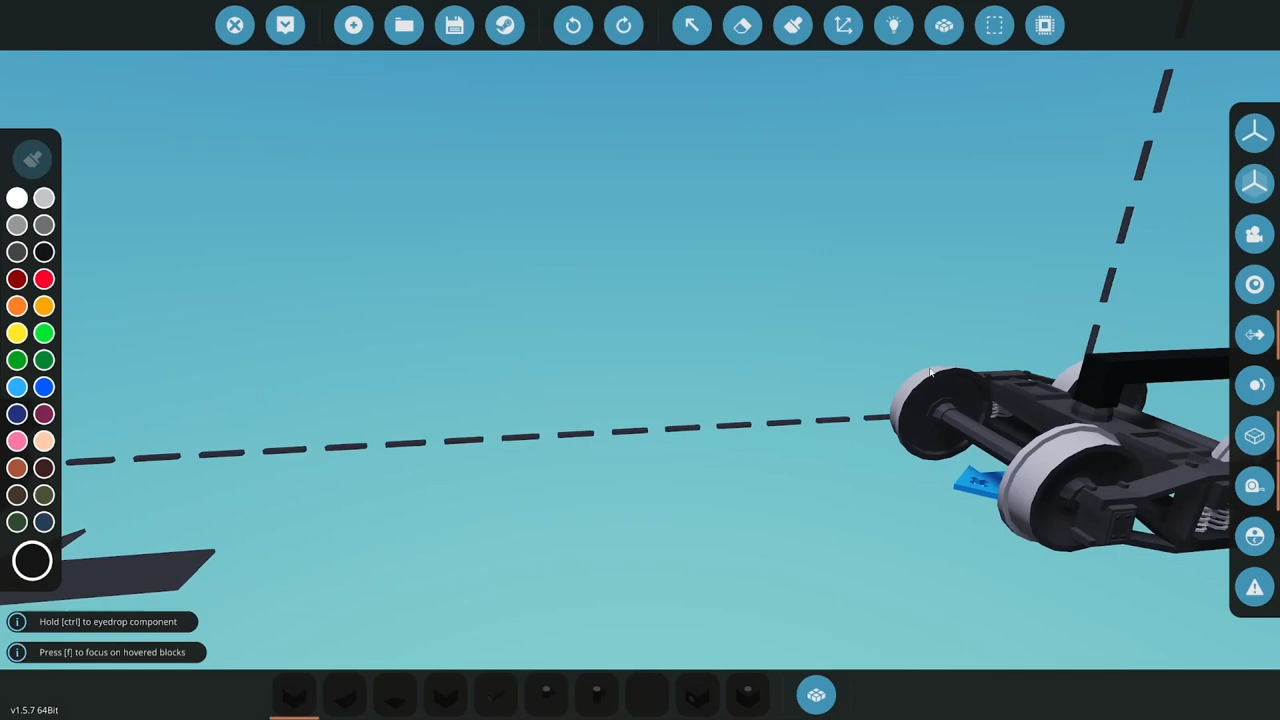 Hold [ctrl] to eyedrop component
Press [f] to focus on hovered blocks
v1.5.7 64Bit